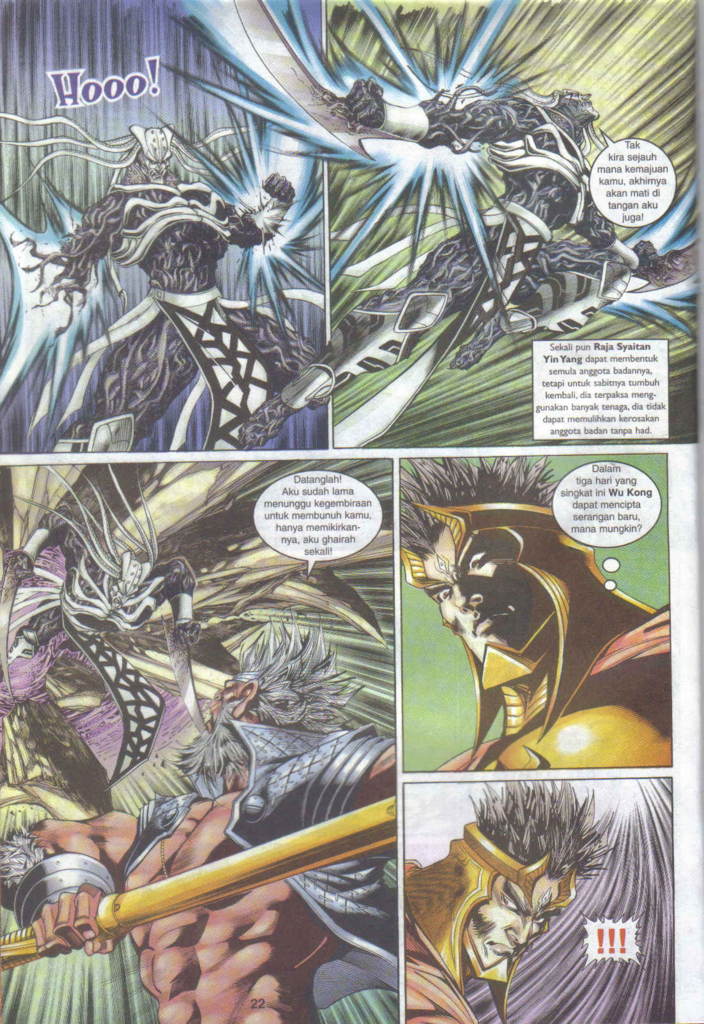 Hooo!
Tak
kira sejauh
mana kemajuan
kamu, akhirnya
akan mati di
tangan aku
juga!
Sekali pun Raja Syaitan
YinYang dapat membentuk
semula anggota badannya,
tetapi untuk sabitnya tumbuh
kembali, dia terpaksa meng-
gunakan banyak tenaga, dia tidak
dapat memulihkan kerosakan
anggota badan tanpa had.
Datanglah!
Aku sudah lama
menunggu kegembiraan
untuk membunuh kamu,
hanya memikirkan-
nya, aku ghairah
sekali!
Dalam
tiga hari yang
singkat ini Wu Kong
dapat mencipta
serangan baru,
mana mungkin?
!!!
22